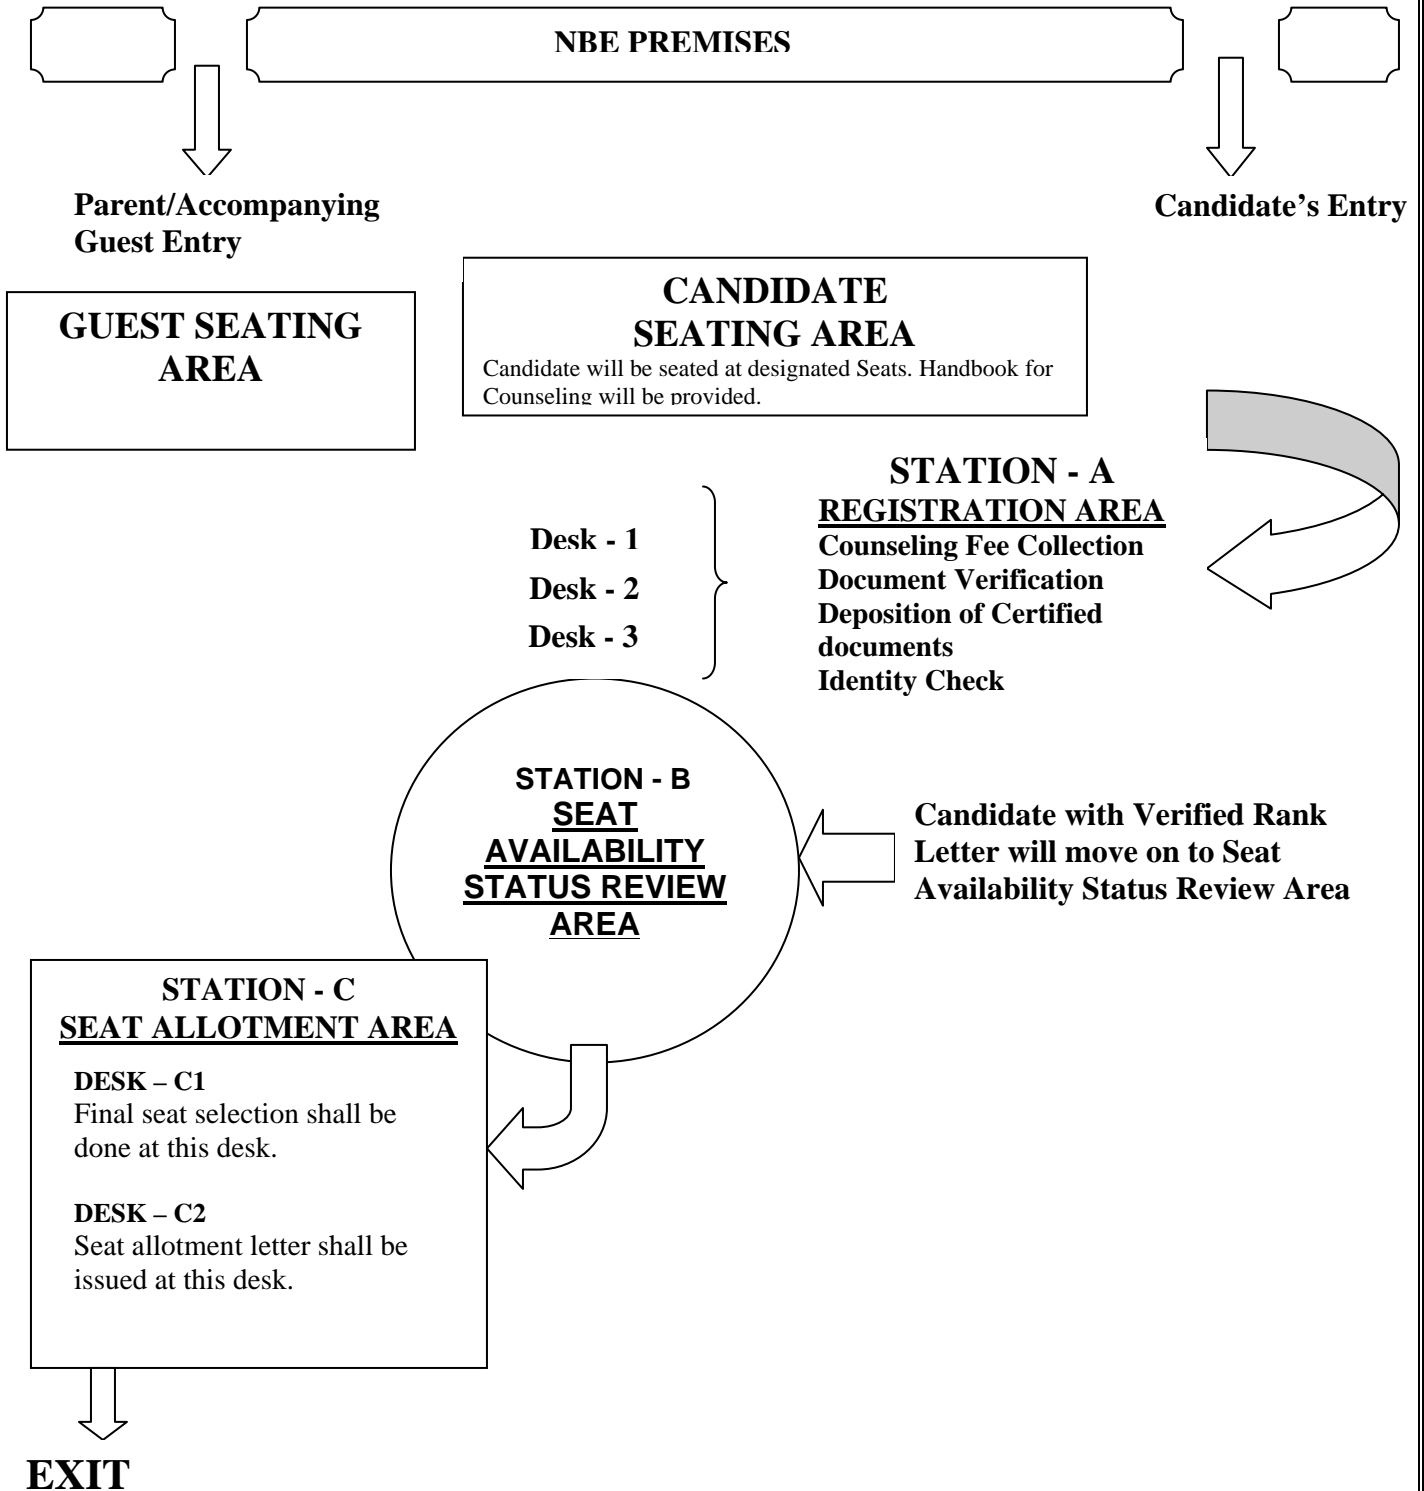 NBE PREMISES
Parent/Accompanying
Guest Entry
Candidate’s Entry
GUEST SEATING
AREA
CANDIDATE
SEATING AREA
Candidate will be seated at designated Seats. Handbook for
Counseling will be provided.
STATION - A
REGISTRATION AREA
Counseling Fee Collection
Document Verification
Deposition of Certified
documents
Identity Check
Desk - 1
Desk - 2
Desk - 3
STATION - B
SEAT
AVAILABILITY
STATUS REVIEW
AREA
Candidate with Verified Rank
Letter will move on to Seat
Availability Status Review Area
STATION - C
SEAT ALLOTMENT AREA
DESK – C1
Final seat selection shall be
done at this desk.
DESK – C2
Seat allotment letter shall be
issued at this desk.
EXIT